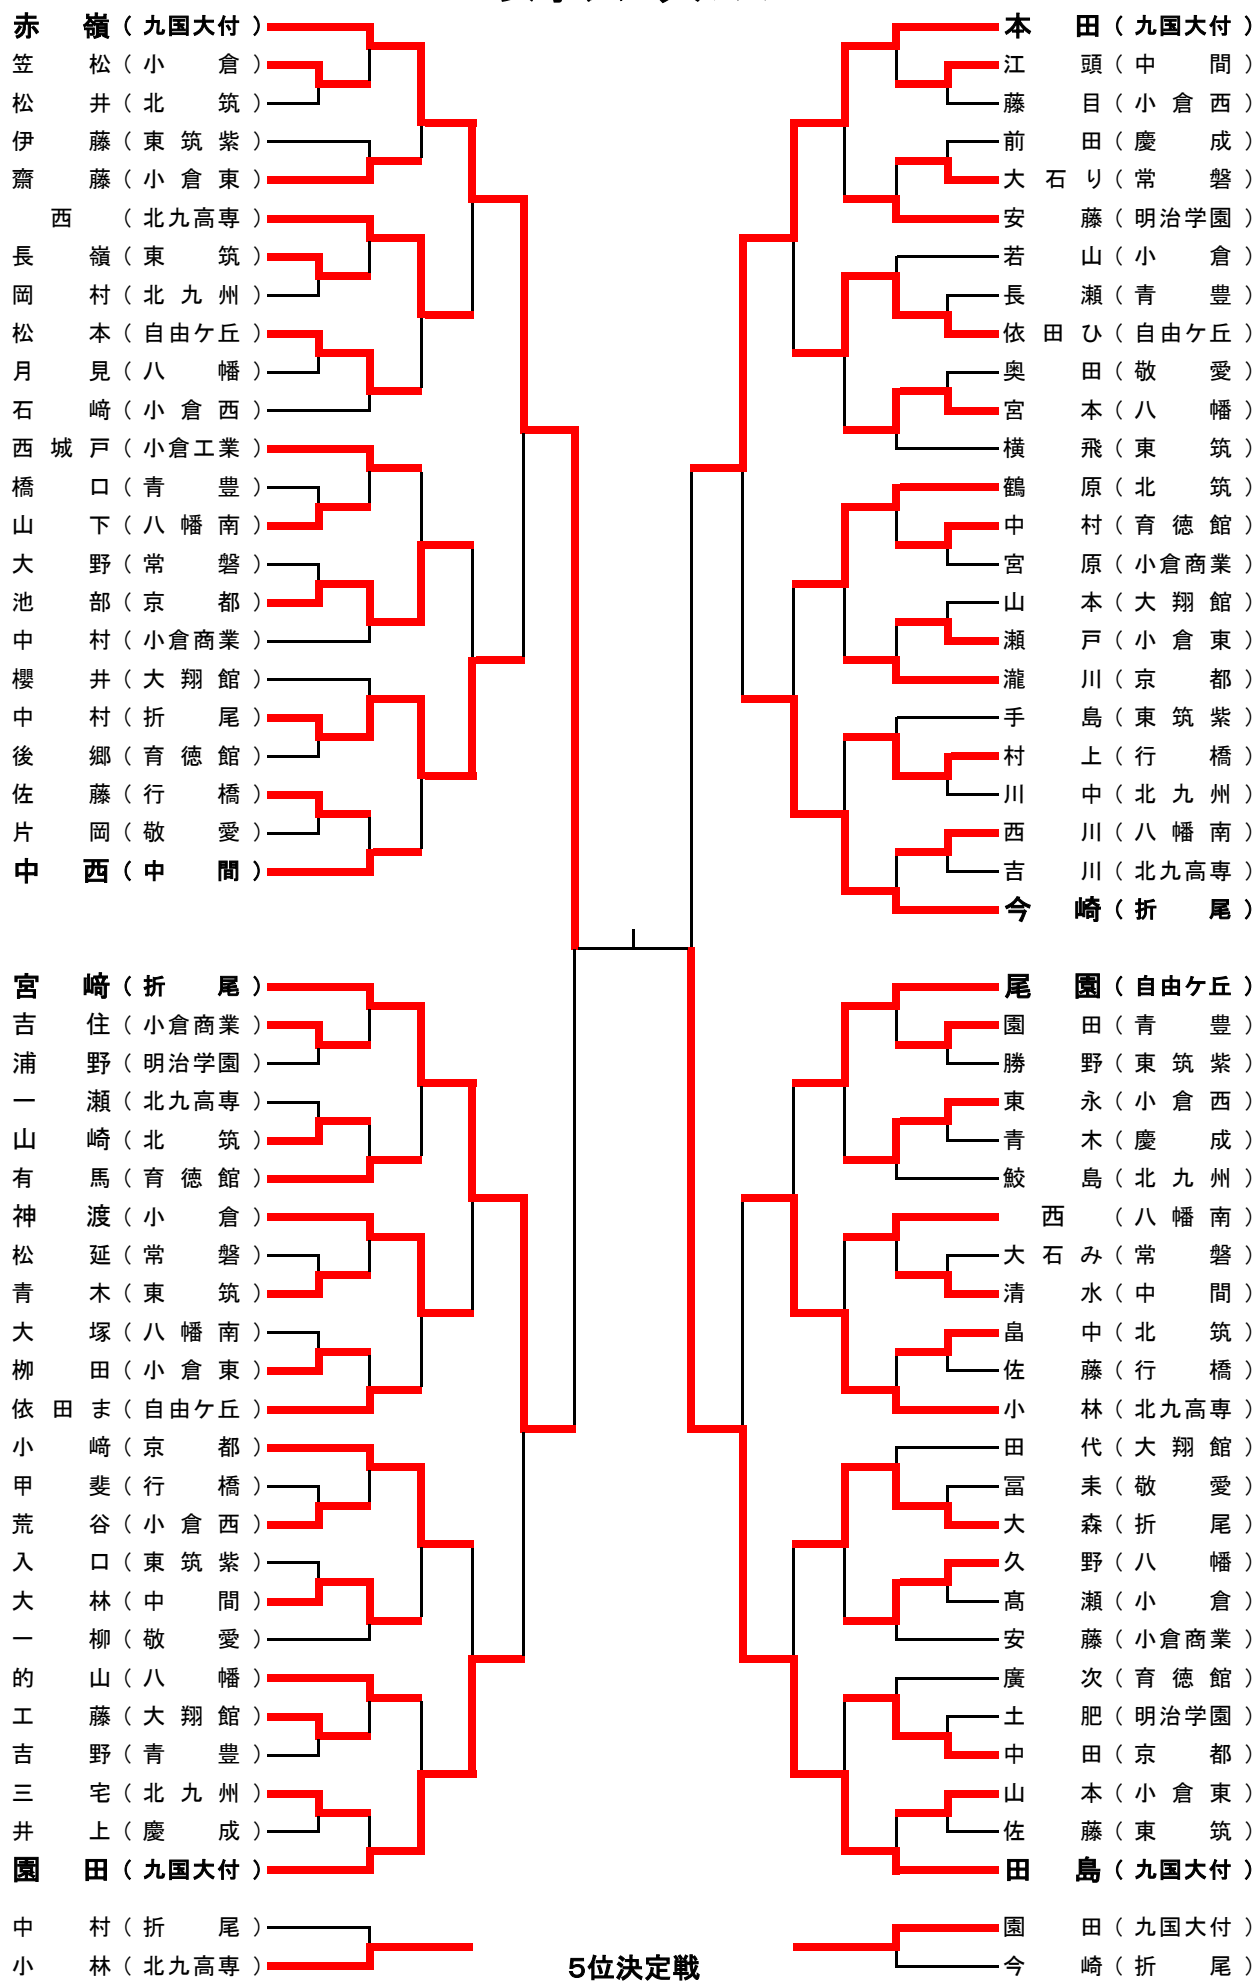 赤嶺(九国大付)
笠松(小倉)
松井(北筑)
伊藤(東筑紫)
齋藤(小倉東)
西(北九高専)
長嶺(東筑)
岡村(北九州)
松本(自由ケ丘)
月見(八幡)
石﨑(小倉西)
西城戸(小倉工業)
橋口(青豊)
山下(八幡南)
大野(常磐)
池部(京都)
中村(小倉商業)
櫻井(大翔館)
中村(折尾)
後郷(育徳館)
佐藤(行橋)
片岡(敬愛)
中西(中間)
宮﨑(折尾)
吉住(小倉商業)
浦野(明治学園)
一瀬(北九高専)
山崎(北筑)
有馬(育徳館)
神渡(小倉)
松延(常磐)
青木(東筑)
大塚(八幡南)
栁田(小倉東)
依田ま(自由ケ丘)
小﨑(京都)
甲斐(行橋)
荒谷(小倉西)
入口(東筑紫)
大林(中間)
一柳(敬愛)
的山(八幡)
工藤(大翔館)
吉野(青豊)
三宅(北九州)
井上(慶成)
園田(九国大付)
中村(折尾)
小林(北九高専)
本田(九国大付)
江頭(中間)
藤目(小倉西)
前田(慶成)
大石り(常磐)
安藤(明治学園)
若山(小倉)
長瀬(青豊)
依田ひ(自由ケ丘)
奥田(敬愛)
宮本(八幡)
横飛(東筑)
鶴原(北筑)
中村(育徳館)
宮原(小倉商業)
山本(大翔館)
瀬戸(小倉東)
瀧川(京都)
手島(東筑紫)
村上(行橋)
川中(北九州)
西川(八幡南)
吉川(北九高専)
今崎(折尾)
尾園(自由ケ丘)
園田(青豊)
勝野(東筑紫)
東永(小倉西)
青木(慶成)
鮫島(北九州)
西(八幡南)
大石み(常磐)
清水(中間)
畠中(北筑)
佐藤(行橋)
小林(北九高専)
田代(大翔館)
冨耒(敬愛)
大森(折尾)
久野(八幡)
髙瀬(小倉)
安藤(小倉商業)
廣次(育徳館)
土肥(明治学園)
中田(京都)
山本(小倉東)
佐藤(東筑)
田島(九国大付)
園田(九国大付)
今崎(折尾)
5位決定戦